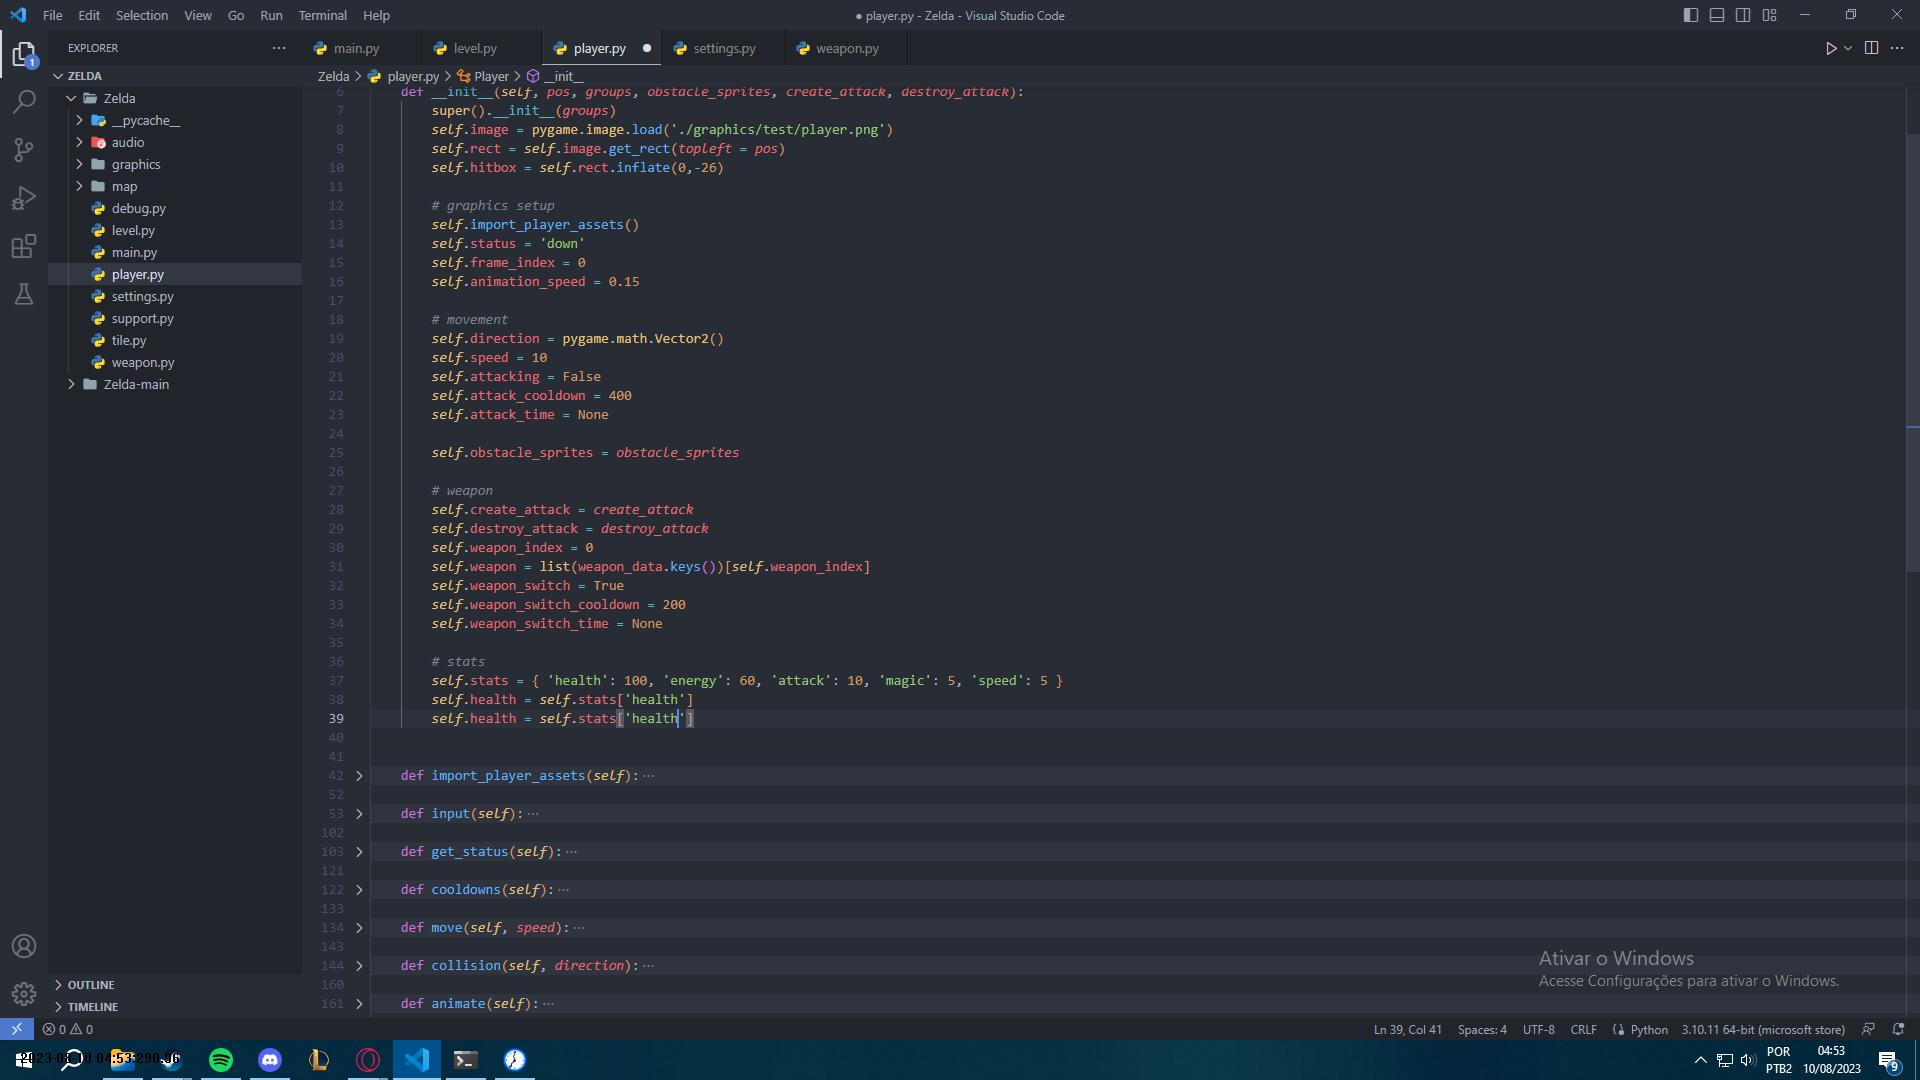 File Edit Selection View Go Run Terminal Help
● player.py - Zelda - Visual Studio Code
EXPLORER
main.py level.py player.py settings.py weapon.py
ZELDA
Zelda
__pycache__
audio
graphics
map
debug.py
level.py
main.py
player.py
settings.py
support.py
tile.py
weapon.py
Zelda-main
OUTLINE
TIMELINE
1
Zelda > player.py > Player > __init__
6 def __init__(self, pos, groups, obstacle_sprites, create_attack, destroy_attack):
7 super().__init__(groups)
8 self.image = pygame.image.load('./graphics/test/player.png')
9 self.rect = self.image.get_rect(topleft = pos)
10 self.hitbox = self.rect.inflate(0,-26)
11
12 # graphics setup
13 self.import_player_assets()
14 self.status = 'down'
15 self.frame_index = 0
16 self.animation_speed = 0.15
17
18 # movement
19 self.direction = pygame.math.Vector2()
20 self.speed = 10
21 self.attacking = False
22 self.attack_cooldown = 400
23 self.attack_time = None
24
25 self.obstacle_sprites = obstacle_sprites
26
27 # weapon
28 self.create_attack = create_attack
29 self.destroy_attack = destroy_attack
30 self.weapon_index = 0
31 self.weapon = list(weapon_data.keys())[self.weapon_index]
32 self.weapon_switch = True
33 self.weapon_switch_cooldown = 200
34 self.weapon_switch_time = None
35
36 # stats
37 self.stats = { 'health': 100, 'energy': 60, 'attack': 10, 'magic': 5, 'speed': 5 }
38 self.health = self.stats['health']
39 self.health = self.stats['health']
40
41
42 def import_player_assets(self): ...
52
53 def input(self): ...
102
103 def get_status(self): ...
121
122 def cooldowns(self): ...
133
134 def move(self, speed): ...
143
144 def collision(self, direction): ...
160
161 def animate(self): ...
Ativar o Windows
Acesse Configurações para ativar o Windows.
0 0
Ln 39, Col 41 Spaces: 4 UTF-8 CRLF Python 3.10.11 64-bit (microsoft store)
POR
PTB2
04:53
10/08/2023
9